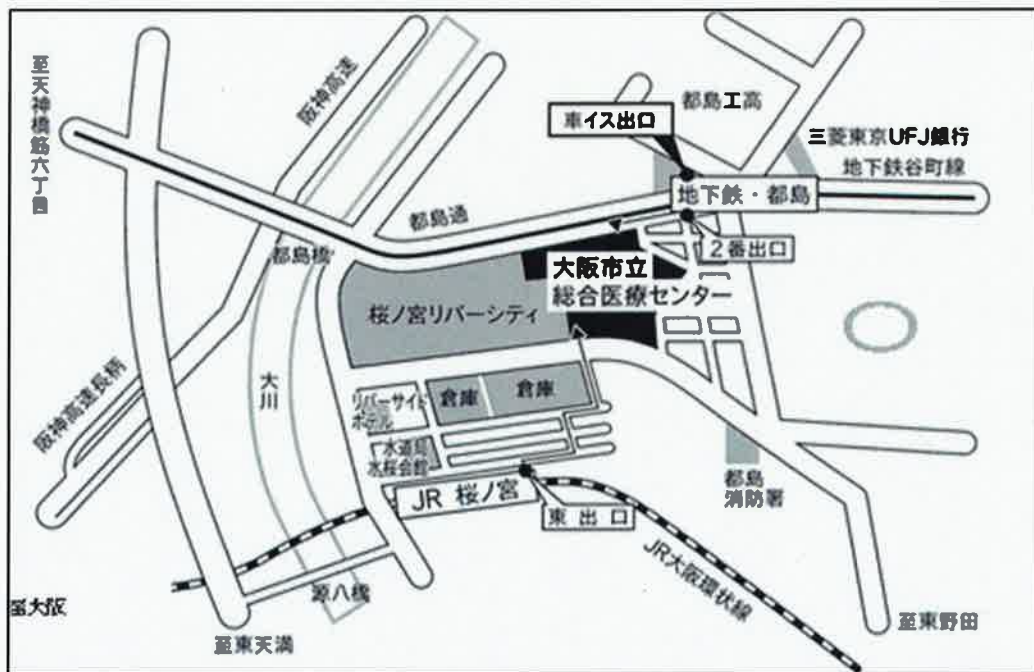 至天神橋筋六丁目
阪神高速
都島工高
車イス出口
三菱東京UFJ銀行
地下鉄谷町線
地下鉄・都島
都島通
2番出口
都島橋
大阪市立
総合医療センター
桜ノ宮リバーシティ
大川
阪神高速長柄
リバーサイド
ホテル
倉庫
倉庫
水道局
水桜会館
都島
消防署
JR 桜ノ宮
東出口
JR大阪環状線
源八橋
至大阪
至東天満
至東野田